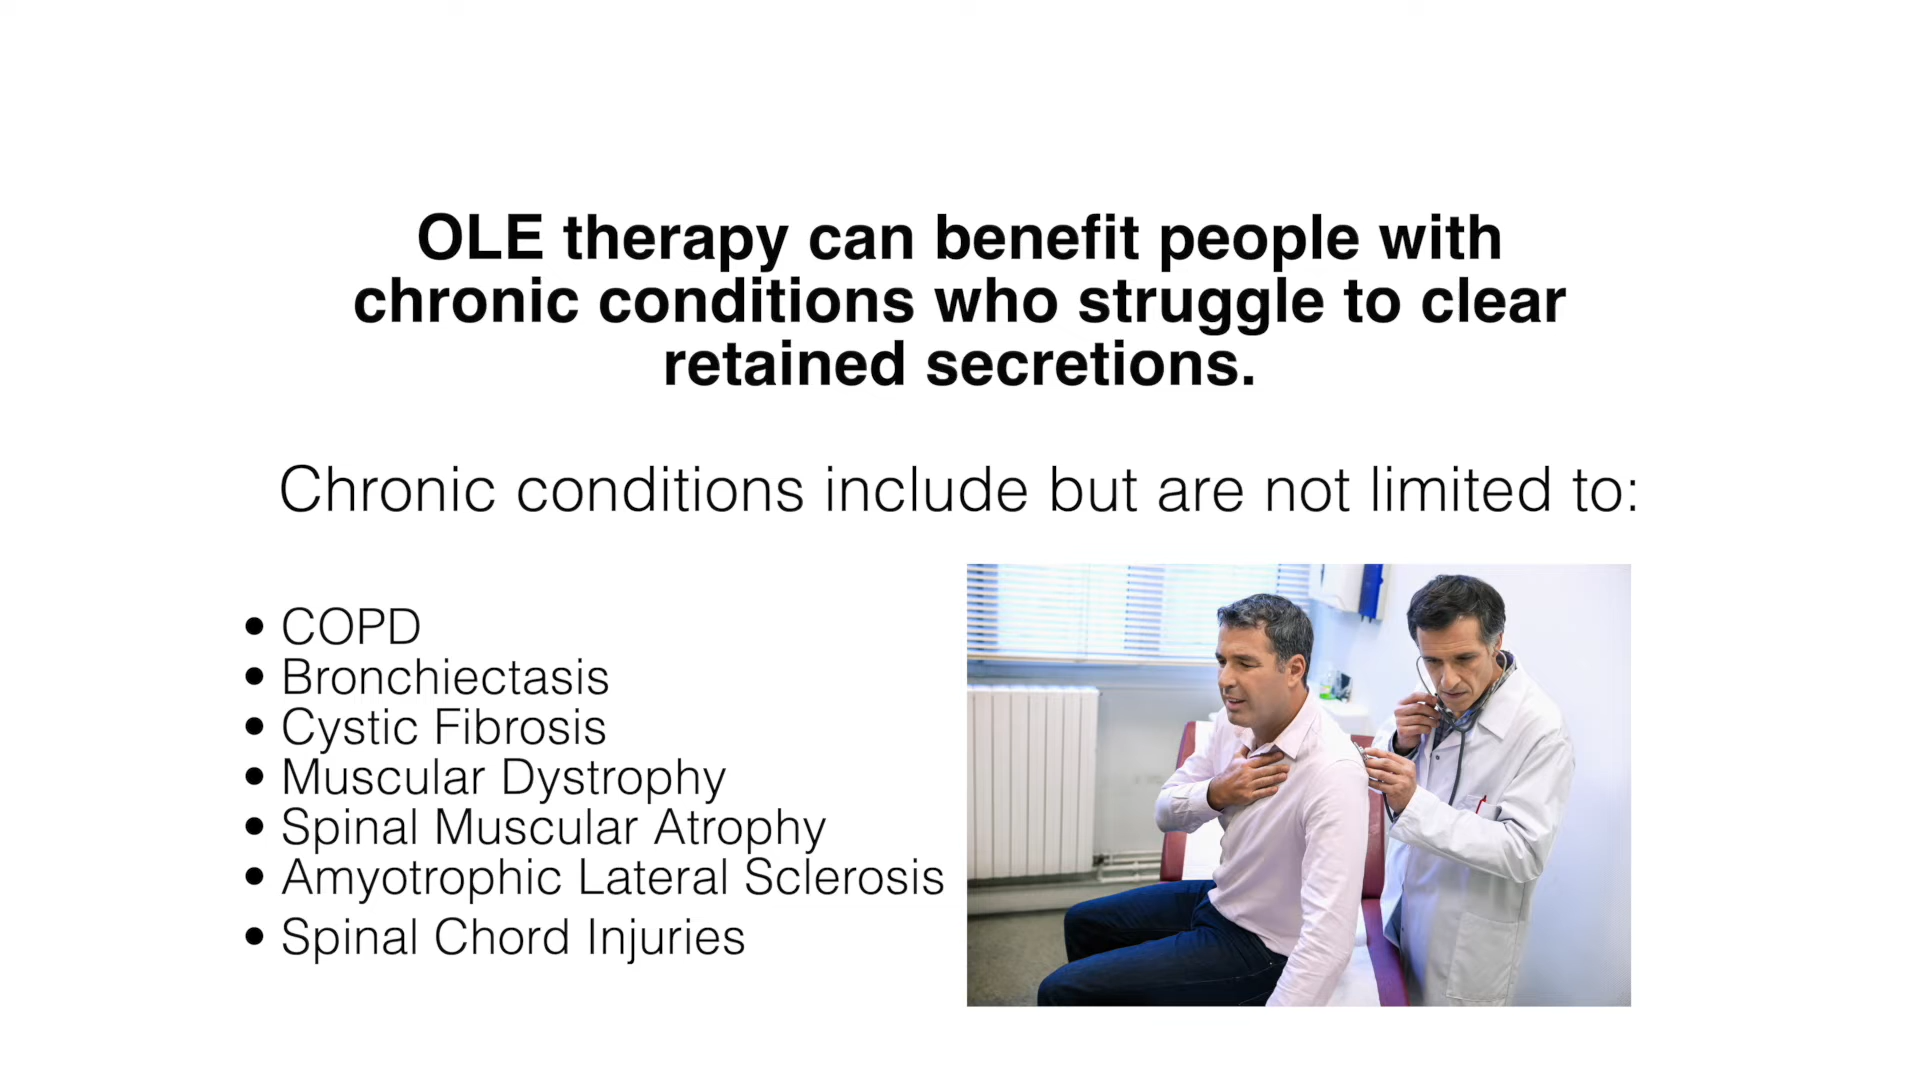 OLE therapy can benefit people with
chronic conditions who struggle to clear
retained secretions.
Chronic conditions include but are not limited to:
• COPD
• Bronchiectasis
• Cystic Fibrosis
• Muscular Dystrophy
• Spinal Muscular Atrophy
• Amyotrophic Lateral Sclerosis
• Spinal Chord Injuries